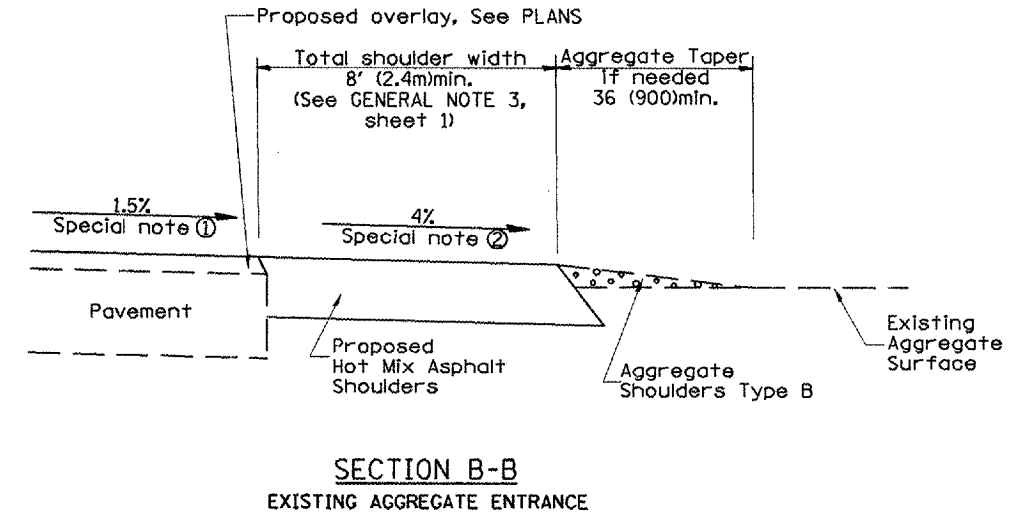 Proposed overlay, See PLANS
Total shoulder width
8' (2.4m)min.
(See GENERAL NOTE 3,
sheet 1)
Aggregate Taper
if needed
36 (900)min.
1.5%
Special note ①
4%
Special note ②
Pavement
Proposed
Hot Mix Asphalt
Shoulders
Aggregate
Shoulders Type B
Existing
Aggregate
Surface
SECTION B-B
EXISTING AGGREGATE ENTRANCE